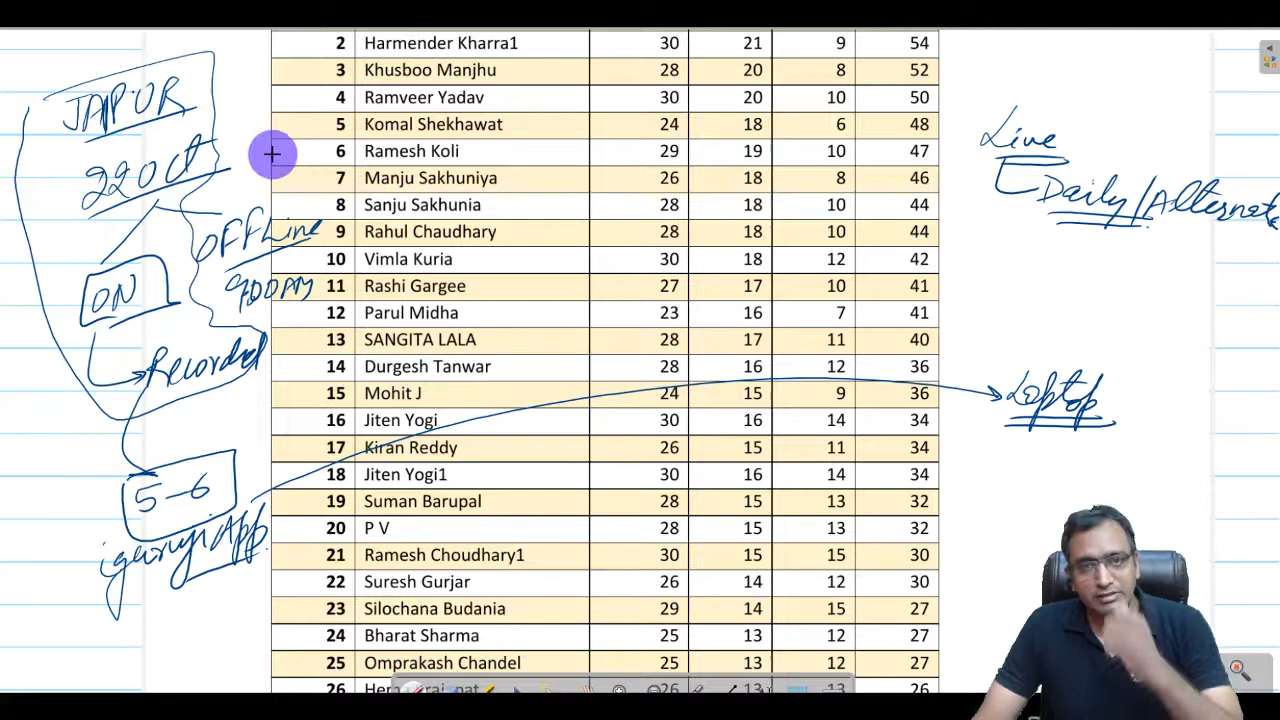 2 Harmender Kharra1 30 21 9 54
3 Khusboo Manjhu 28 20 8 52
4 Ramveer Yadav 30 20 10 50
5 Komal Shekhawat 24 18 6 48
6 Ramesh Koli 29 19 10 47
7 Manju Sakhuniya 26 18 8 46
8 Sanju Sakhunia 28 18 10 44
9 Rahul Chaudhary 28 18 10 44
10 Vimla Kuria 30 18 12 42
11 Rashi Gargee 27 17 10 41
12 Parul Midha 23 16 7 41
13 SANGITA LALA 28 17 11 40
14 Durgesh Tanwar 28 16 12 36
15 Mohit J 24 15 9 36
16 Jiten Yogi 30 16 14 34
17 Kiran Reddy 26 15 11 34
18 Jiten Yogi1 30 16 14 34
19 Suman Barupal 28 15 13 32
20 P V 28 15 13 32
21 Ramesh Choudhary1 30 15 15 30
22 Suresh Gurjar 26 14 12 30
23 Silochana Budania 29 14 15 27
24 Bharat Sharma 25 13 12 27
25 Omprakash Chandel 25 13 12 27
26 26 13 13 26
JAIPUR
22 Oct
OFFLine
ON
Recorded
5-6
App
Live
Daily/Alternate
Laptop